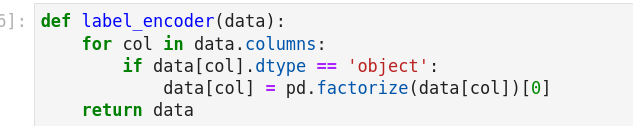 5]:
def label_encoder(data):
    for col in data.columns:
        if data[col].dtype == 'object':
            data[col] = pd.factorize(data[col])[0]
    return data